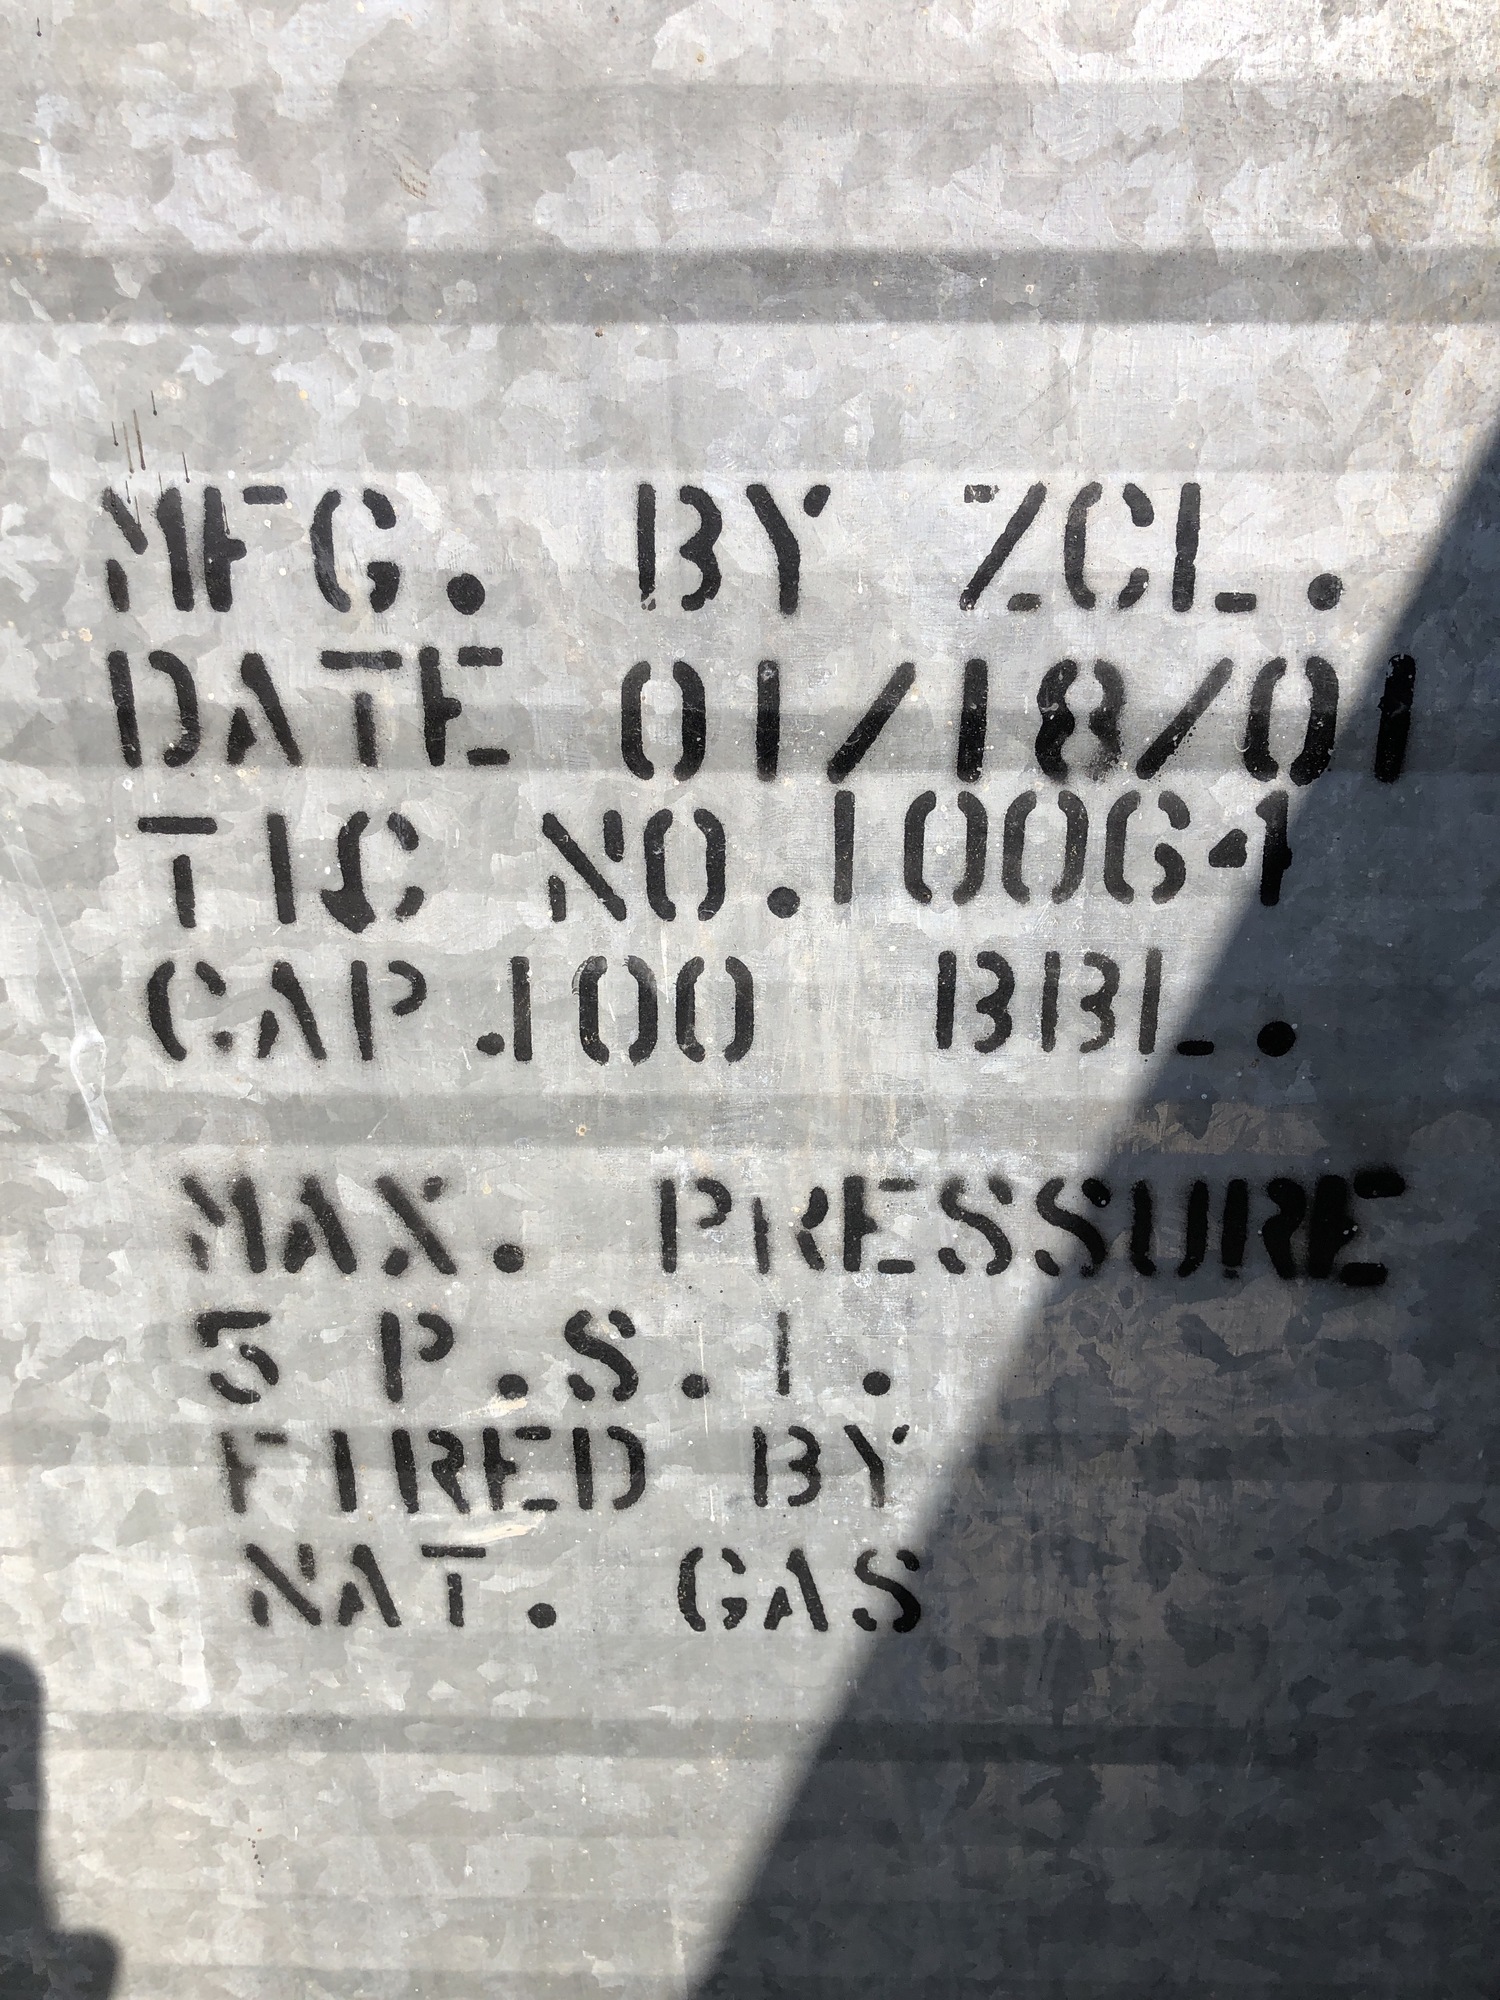 MFG. BY ZCL.
DATE 01/18/01
TIC NO.10064
CAP.100 BBL.
MAX. PRESSURE
5 P.S.I.
FIRED BY
NAT. GAS